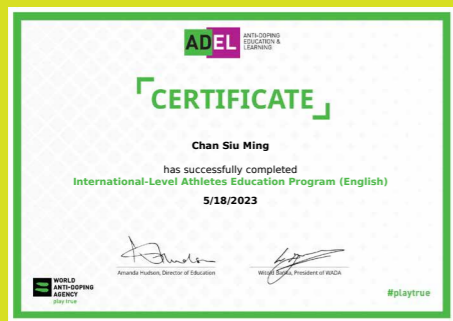 ADEL
ANTI-DOPING
EDUCATION &
LEARNING
CERTIFICATE
Chan Siu Ming
has successfully completed
International-Level Athletes Education Program (English)
5/18/2023
Amanda Hudson, Director of Education
Witold Bańka, President of WADA
WORLD
ANTI-DOPING
AGENCY
play true
#playtrue